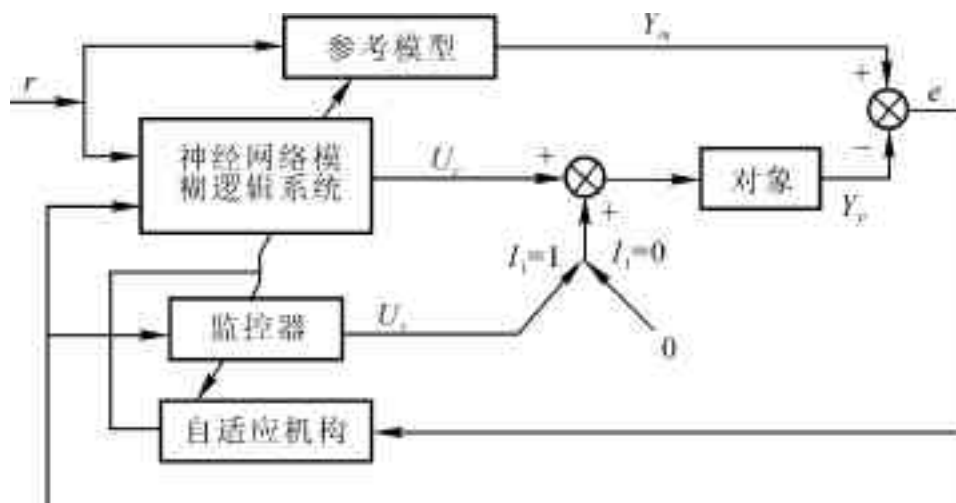 参考模型
Y_m
r
+
e
神经网络模
糊逻辑系统
U_c
+
−
对象
+
Y_p
I_1=1
I_1=0
监控器
U_s
0
自适应机构